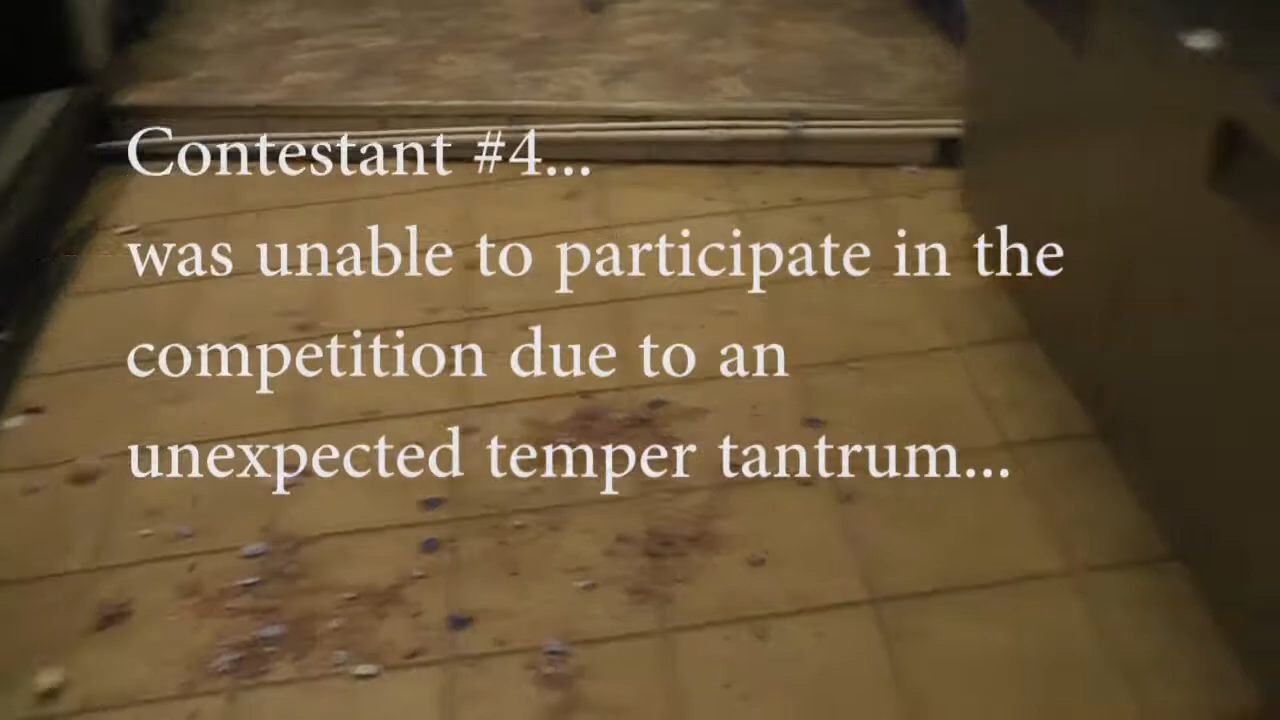 Contestant #4...
was unable to participate in the
competition due to an
unexpected temper tantrum...